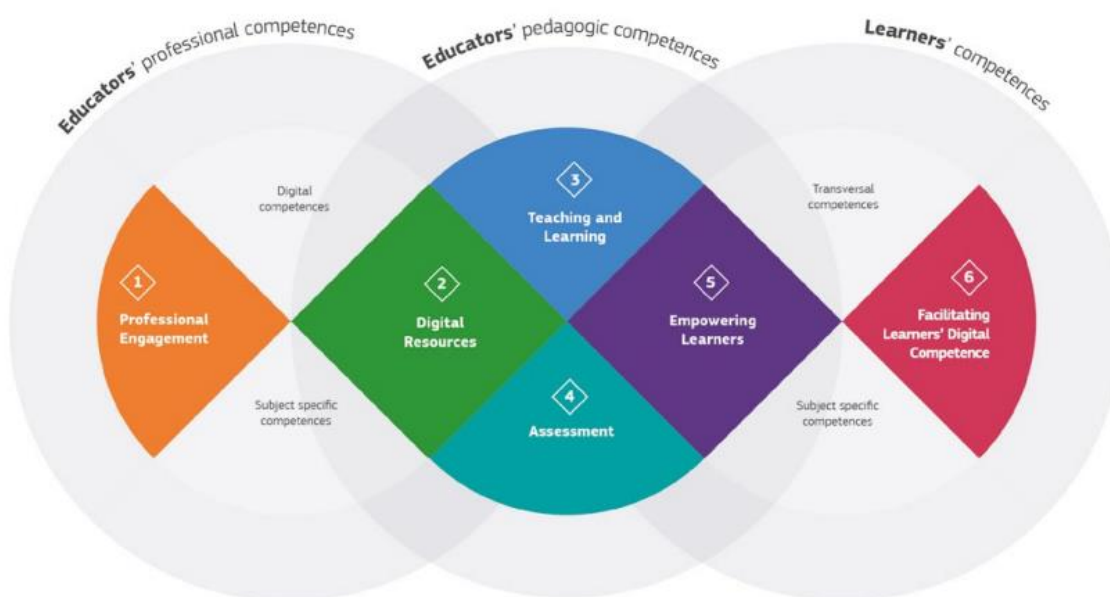 Educators' professional competences
Educators' pedagogic competences
Learners' competences
Digital
competences
Transversal
competences
1
Professional
Engagement
2
Digital
Resources
3
Teaching and
Learning
4
Assessment
5
Empowering
Learners
6
Facilitating
Learners' Digital
Competence
Subject specific
competences
Subject specific
competences